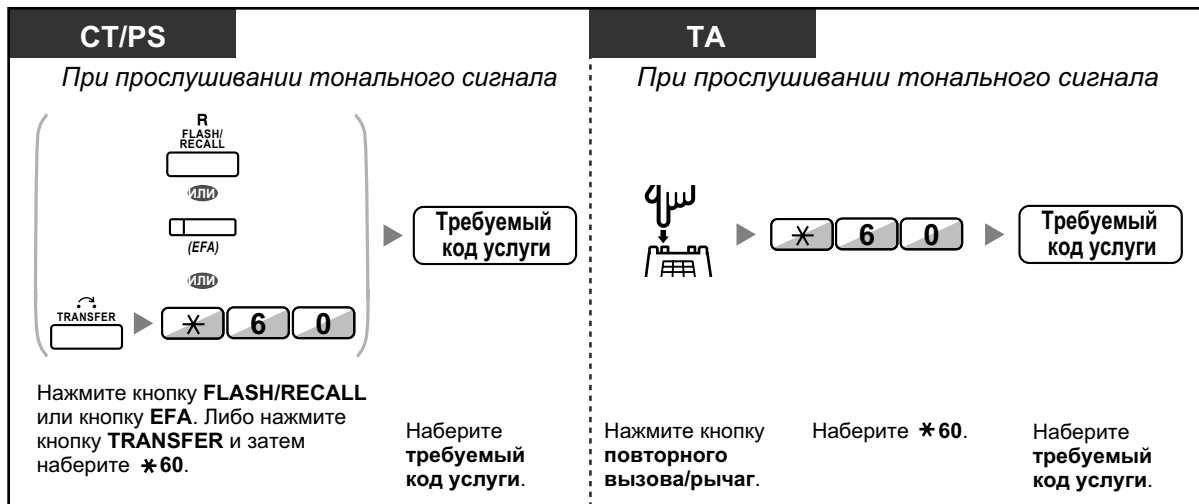 CT/PS
При прослушивании тонального сигнала
R
FLASH/
RECALL
или
(EFA)
или
TRANSFER
* 6 0
Требуемый
код услуги
Нажмите кнопку FLASH/RECALL
или кнопку EFA. Либо нажмите
кнопку TRANSFER и затем
наберите *60.
Наберите
требуемый
код услуги.
TA
При прослушивании тонального сигнала
* 6 0
Требуемый
код услуги
Нажмите кнопку
повторного
вызова/рычаг.
Наберите *60.
Наберите
требуемый
код услуги.